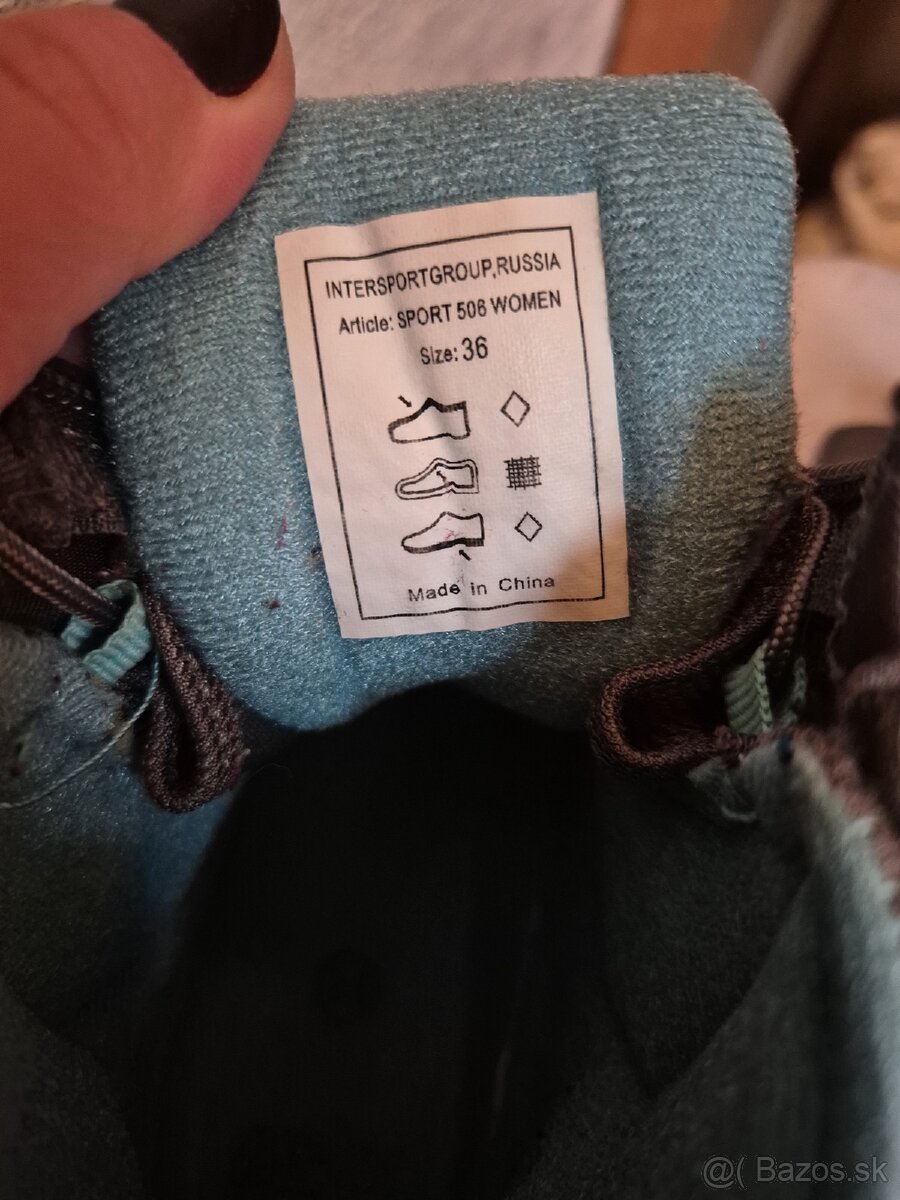 INTERSPORTGROUP,RUSSIA
Article: SPORT 506 WOMEN
Size: 36
Made in China
@( Bazos.sk